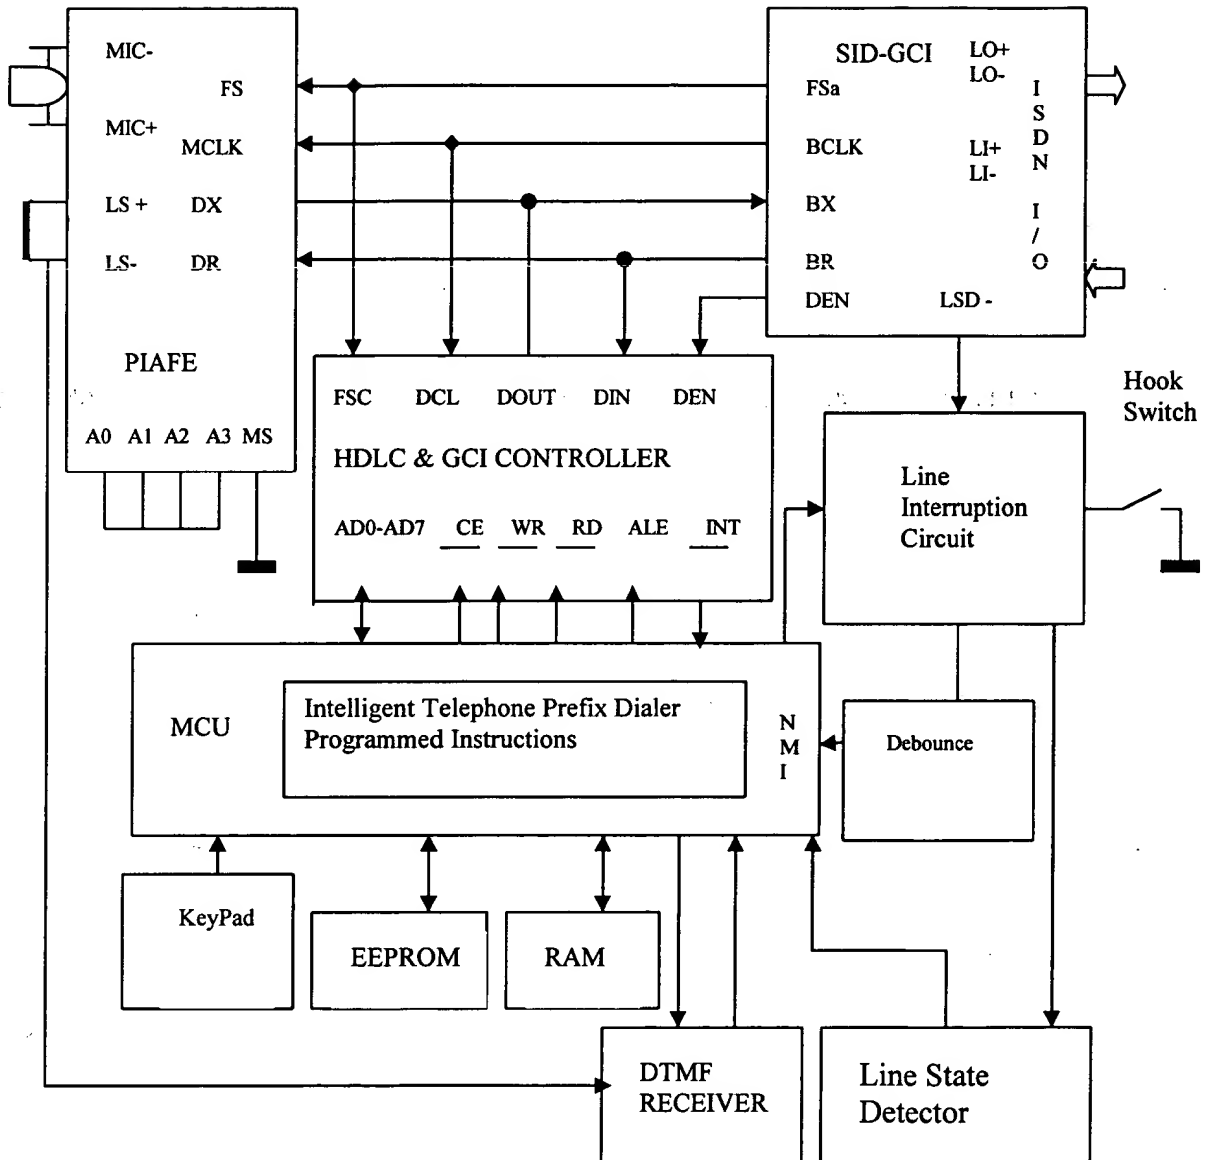 MIC-
FS
MIC+
MCLK
LS + DX
LS- DR
PIAFE
A0 A1 A2 A3 MS
SID-GCI
LO+
LO-
FSa
BCLK
LI+
LI-
BX
BR
DEN
LSD -
I
S
D
N
I
/
O
FSC DCL DOUT DIN DEN
HDLC & GCI CONTROLLER
AD0-AD7 CE WR RD ALE INT
Hook
Switch
Line
Interruption
Circuit
MCU
Intelligent Telephone Prefix Dialer
Programmed Instructions
N
M
I
Debounce
KeyPad
EEPROM
RAM
DTMF
RECEIVER
Line State
Detector